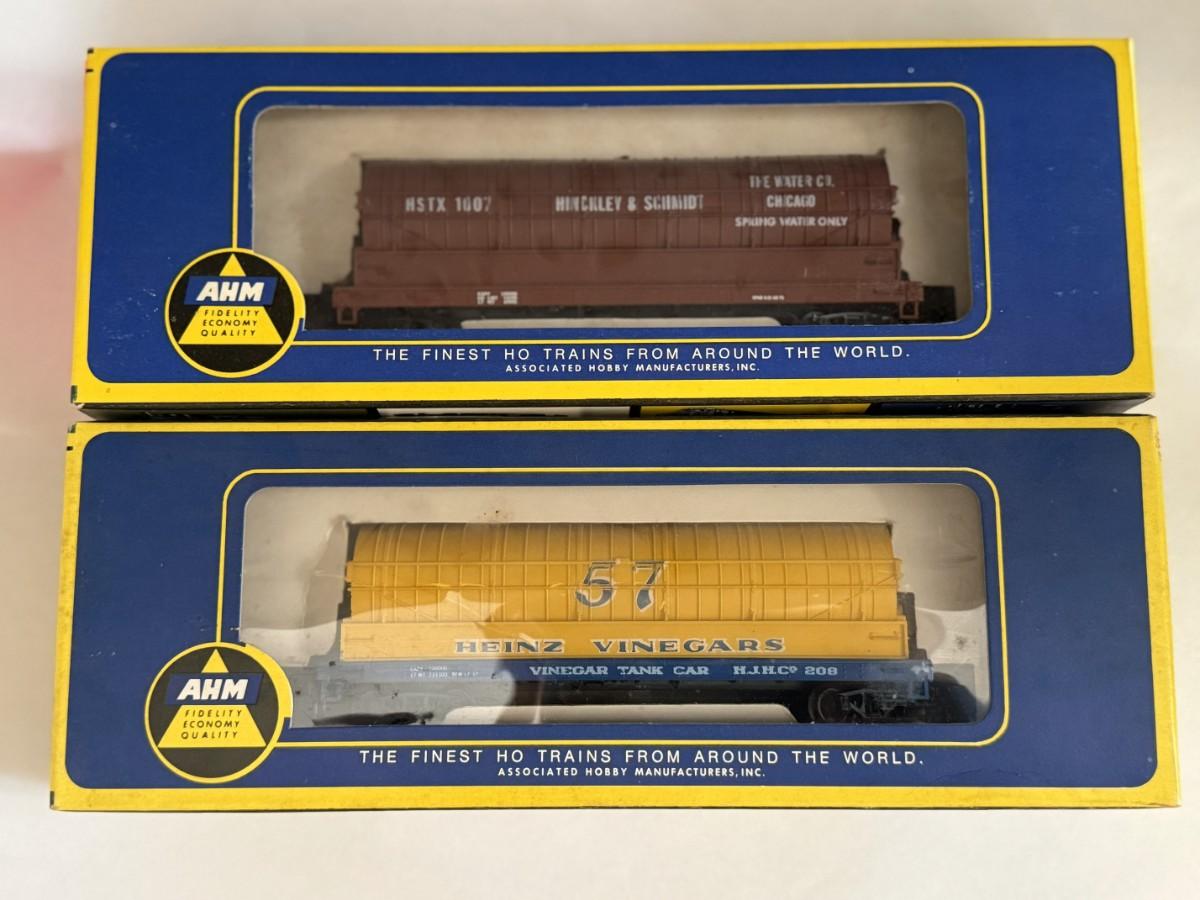 THE WATER CO.
HSTX 1007 HINCKLEY & SCHMIDT CHICAGO
SPRING WATER ONLY
AHM
FIDELITY
ECONOMY
QUALITY
THE FINEST HO TRAINS FROM AROUND THE WORLD.
ASSOCIATED HOBBY MANUFACTURERS, INC.
57
HEINZ VINEGARS
VINEGAR TANK CAR H.J.H.Cº 208
AHM
FIDELITY
ECONOMY
QUALITY
THE FINEST HO TRAINS FROM AROUND THE WORLD.
ASSOCIATED HOBBY MANUFACTURERS, INC.